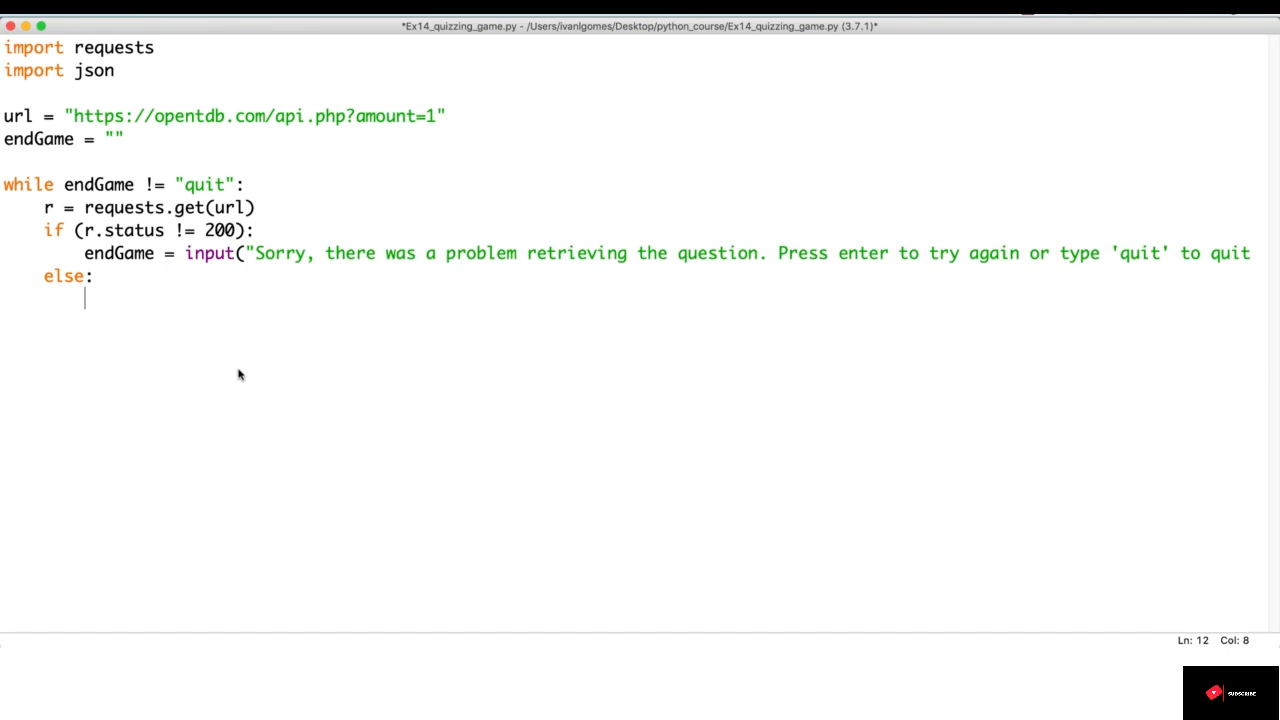 *Ex14_quizzing_game.py - /Users/ivanlgomes/Desktop/python_course/Ex14_quizzing_game.py (3.7.1)*
import requests
import json
url = "https://opentdb.com/api.php?amount=1"
endGame = ""
while endGame != "quit":
    r = requests.get(url)
    if (r.status != 200):
        endGame = input("Sorry, there was a problem retrieving the question. Press enter to try again or type 'quit' to quit
    else:
Ln: 12 Col: 8
SUBSCRIBE